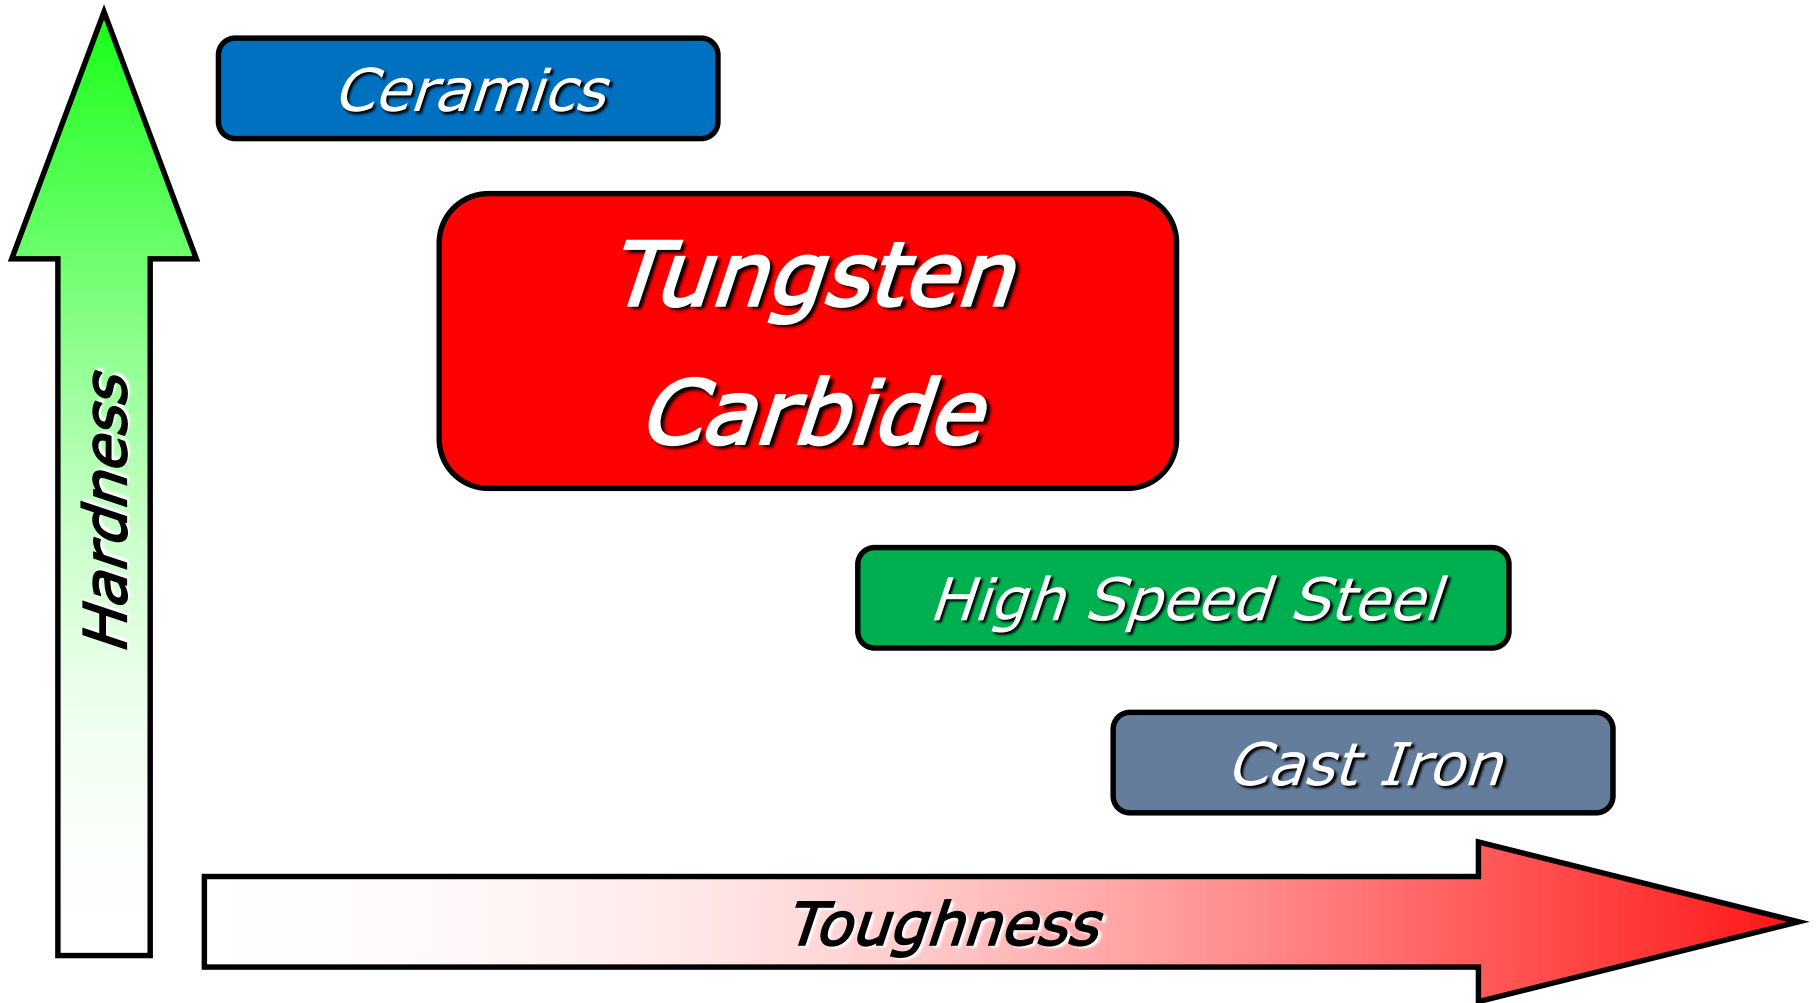 Ceramics
Tungsten
Carbide
Hardness
High Speed Steel
Cast Iron
Toughness